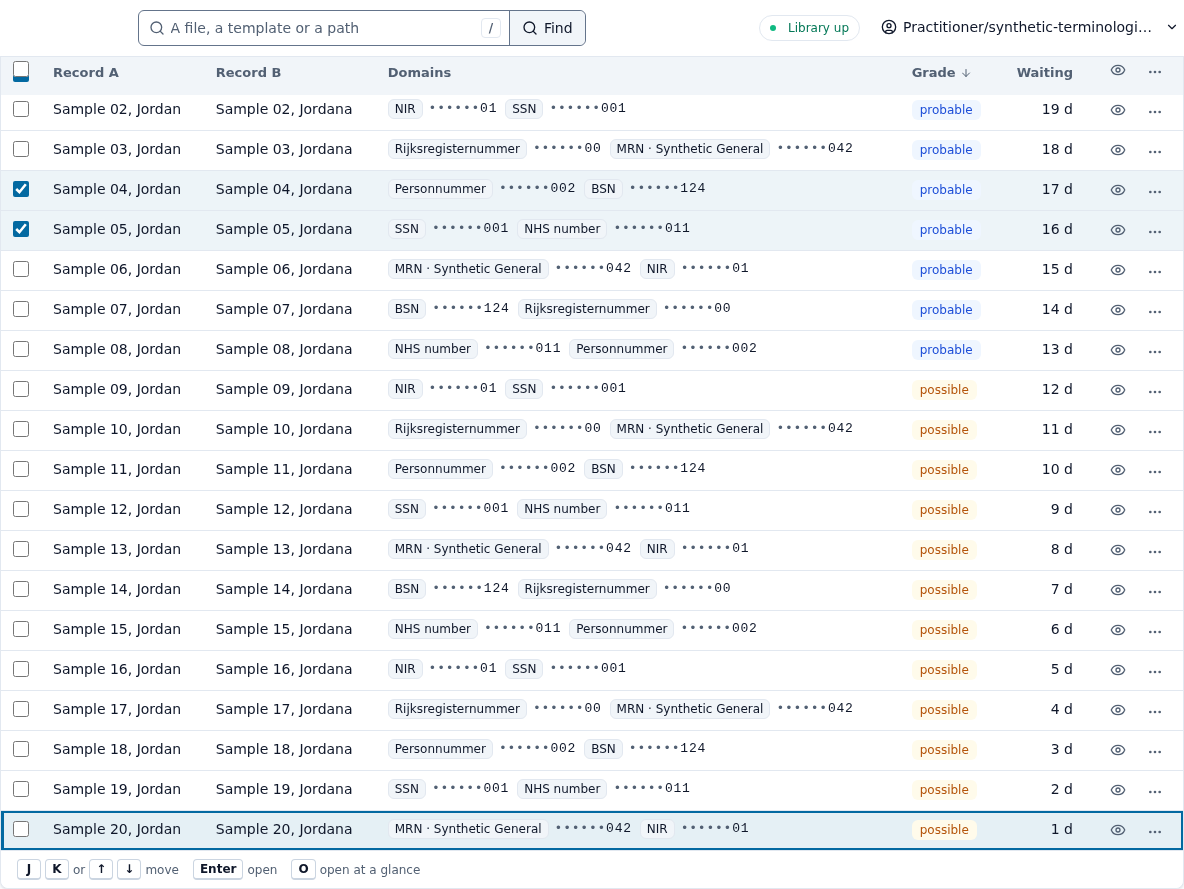 A file, a template or a path / Find Library up Practitioner/synthetic-terminologi…
Record A Record B Domains Grade ↓ Waiting …
Sample 02, Jordan Sample 02, Jordana NIR ••••••01 SSN ••••••001 probable 19 d …
Sample 03, Jordan Sample 03, Jordana Rijksregisternummer ••••••00 MRN · Synthetic General ••••••042 probable 18 d …
Sample 04, Jordan Sample 04, Jordana Personnummer ••••••002 BSN ••••••124 probable 17 d …
Sample 05, Jordan Sample 05, Jordana SSN ••••••001 NHS number ••••••011 probable 16 d …
Sample 06, Jordan Sample 06, Jordana MRN · Synthetic General ••••••042 NIR ••••••01 probable 15 d …
Sample 07, Jordan Sample 07, Jordana BSN ••••••124 Rijksregisternummer ••••••00 probable 14 d …
Sample 08, Jordan Sample 08, Jordana NHS number ••••••011 Personnummer ••••••002 probable 13 d …
Sample 09, Jordan Sample 09, Jordana NIR ••••••01 SSN ••••••001 possible 12 d …
Sample 10, Jordan Sample 10, Jordana Rijksregisternummer ••••••00 MRN · Synthetic General ••••••042 possible 11 d …
Sample 11, Jordan Sample 11, Jordana Personnummer ••••••002 BSN ••••••124 possible 10 d …
Sample 12, Jordan Sample 12, Jordana SSN ••••••001 NHS number ••••••011 possible 9 d …
Sample 13, Jordan Sample 13, Jordana MRN · Synthetic General ••••••042 NIR ••••••01 possible 8 d …
Sample 14, Jordan Sample 14, Jordana BSN ••••••124 Rijksregisternummer ••••••00 possible 7 d …
Sample 15, Jordan Sample 15, Jordana NHS number ••••••011 Personnummer ••••••002 possible 6 d …
Sample 16, Jordan Sample 16, Jordana NIR ••••••01 SSN ••••••001 possible 5 d …
Sample 17, Jordan Sample 17, Jordana Rijksregisternummer ••••••00 MRN · Synthetic General ••••••042 possible 4 d …
Sample 18, Jordan Sample 18, Jordana Personnummer ••••••002 BSN ••••••124 possible 3 d …
Sample 19, Jordan Sample 19, Jordana SSN ••••••001 NHS number ••••••011 possible 2 d …
Sample 20, Jordan Sample 20, Jordana MRN · Synthetic General ••••••042 NIR ••••••01 possible 1 d …
J K or ↑ ↓ move Enter open O open at a glance